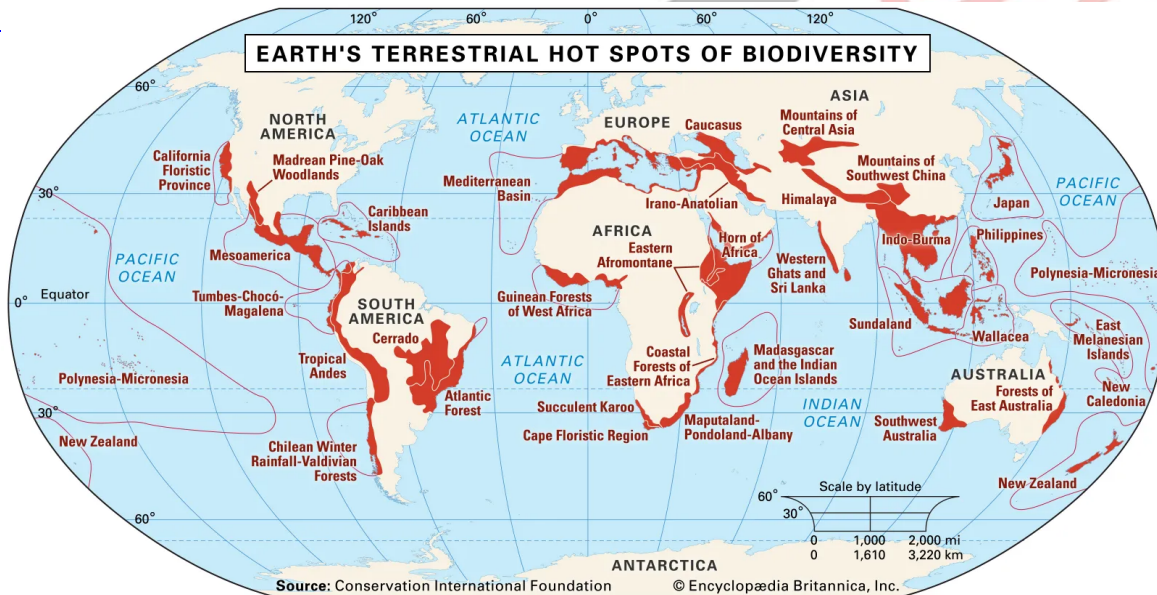 120° 60° 0° 60° 120°
EARTH'S TERRESTRIAL HOT SPOTS OF BIODIVERSITY
60°
ASIA
NORTH
AMERICA
ATLANTIC
OCEAN
EUROPE
Caucasus
Mountains of
Central Asia
California
Floristic
Province
Madrean Pine-Oak
Woodlands
Mountains of
Southwest China
Mediterranean
Basin
PACIFIC
OCEAN
30°
Irano-Anatolian
Himalaya
Japan
Caribbean
Islands
AFRICA
Eastern
Afromontane
Horn of
Africa
Indo-Burma
Philippines
Mesoamerica
PACIFIC
OCEAN
Western
Ghats and
Sri Lanka
Polynesia-Micronesia
0° Equator
Tumbes-Chocó-
Magalena
SOUTH
AMERICA
Guinean Forests
of West Africa
Sundaland
Wallacea
East
Melanesian
Islands
Cerrado
Tropical
Andes
ATLANTIC
OCEAN
Coastal
Forests of
Eastern Africa
Madagascar
and the Indian
Ocean Islands
Polynesia-Micronesia
AUSTRALIA
Forests of
East Australia
New
Caledonia
Atlantic
Forest
30°
Succulent Karoo
Cape Floristic Region
Maputaland-
Pondoland-Albany
INDIAN
OCEAN
Southwest
Australia
New Zealand
Chilean Winter
Rainfall-Valdivian
Forests
New Zealand
Scale by latitude
60°
30°
0 1,000 2,000 mi
0 1,610 3,220 km
60°
ANTARCTICA
Source: Conservation International Foundation © Encyclopædia Britannica, Inc.